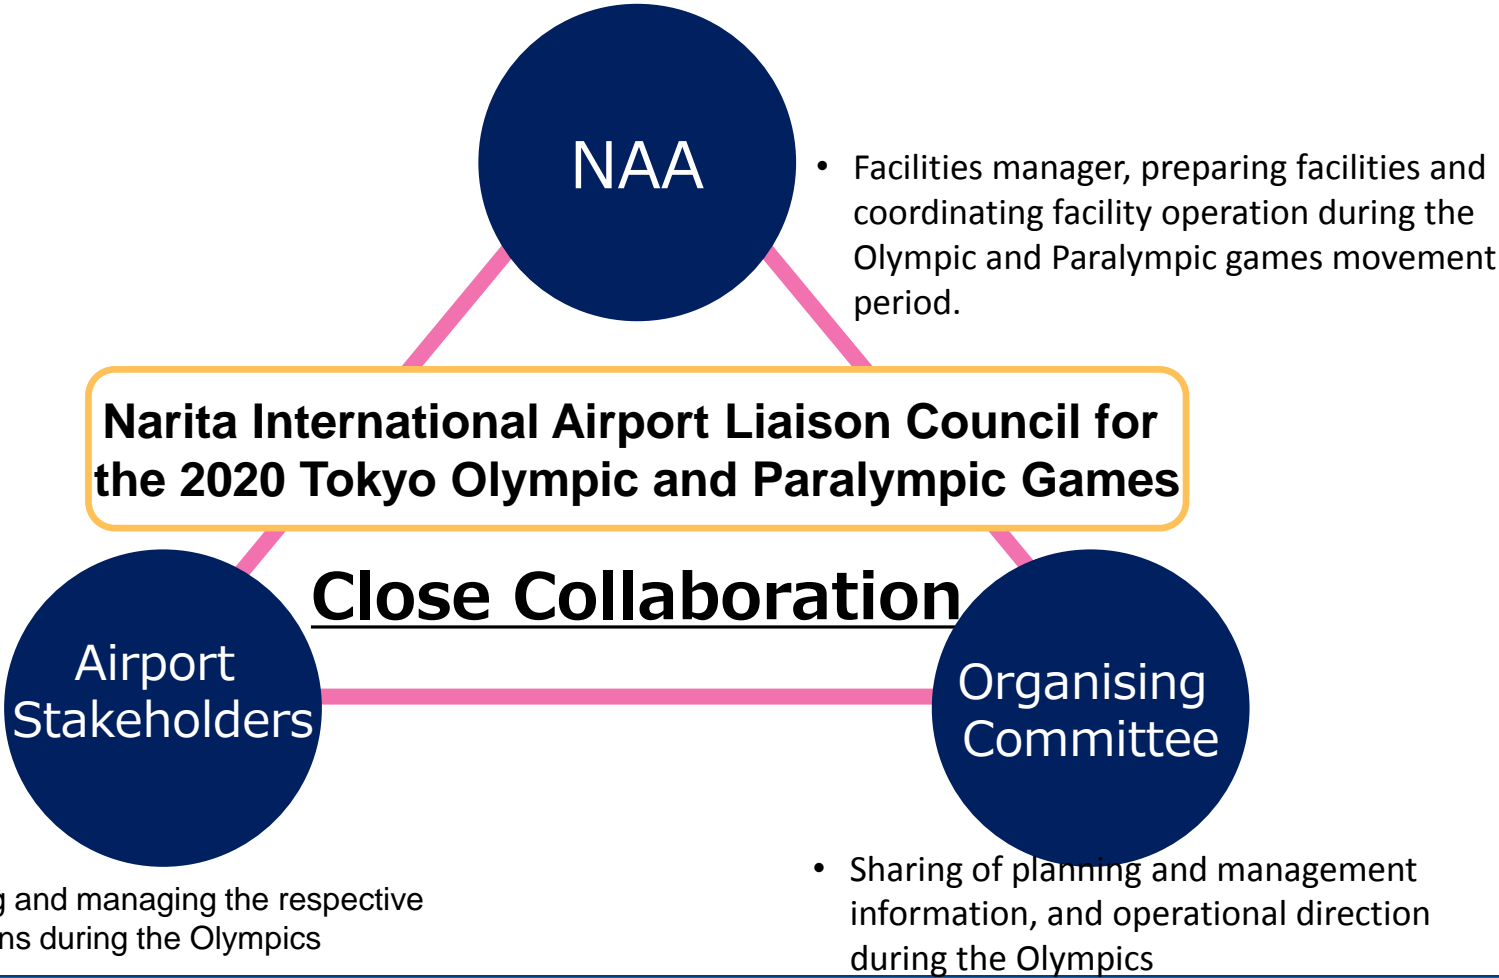 NAA
• Facilities manager, preparing facilities and
coordinating facility operation during the
Olympic and Paralympic games movement
period.
Narita International Airport Liaison Council for
the 2020 Tokyo Olympic and Paralympic Games
Close Collaboration
Airport
Stakeholders
Organising
Committee
and managing the respective
during the Olympics
• Sharing of planning and management
information, and operational direction
during the Olympics